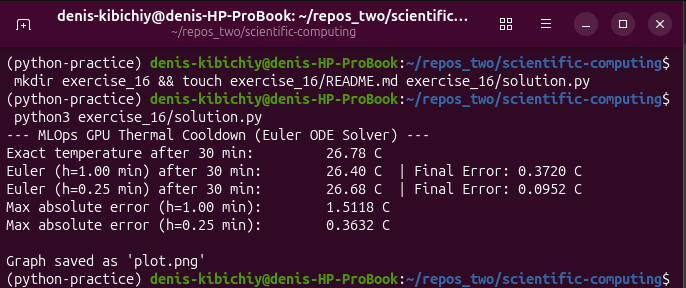 denis-kibichiy@denis-HP-ProBook: ~/repos_two/scientific…
~/repos_two/scientific-computing
(python-practice) denis-kibichiy@denis-HP-ProBook:~/repos_two/scientific-computing$
mkdir exercise_16 && touch exercise_16/README.md exercise_16/solution.py
(python-practice) denis-kibichiy@denis-HP-ProBook:~/repos_two/scientific-computing$
python3 exercise_16/solution.py
--- MLOps GPU Thermal Cooldown (Euler ODE Solver) ---
Exact temperature after 30 min:        26.78 C
Euler (h=1.00 min) after 30 min:       26.40 C  | Final Error: 0.3720 C
Euler (h=0.25 min) after 30 min:       26.68 C  | Final Error: 0.0952 C
Max absolute error (h=1.00 min):       1.5118 C
Max absolute error (h=0.25 min):       0.3632 C
Graph saved as 'plot.png'
(python-practice) denis-kibichiy@denis-HP-ProBook:~/repos_two/scientific-computing$